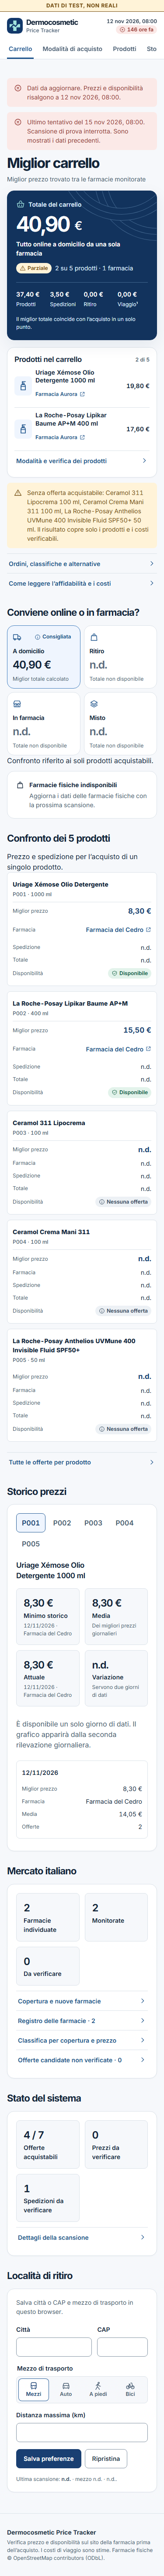 DATI DI TEST, NON REALI
Dermocosmetic
Price Tracker
12 nov 2026, 08:00
146 ore fa
Carrello
Modalità di acquisto
Prodotti
Sto
Dati da aggiornare. Prezzi e disponibilità
risalgono a 12 nov 2026, 08:00.
Ultimo tentativo del 15 nov 2026, 08:00.
Scansione di prova interrotta. Sono
mostrati i dati precedenti.
Miglior carrello
Miglior prezzo trovato tra le farmacie monitorate
Totale del carrello
40,90 €
Tutto online a domicilio da una sola
farmacia
Parziale
2 su 5 prodotti · 1 farmacia
37,40 €
Prodotti
3,50 €
Spedizioni
0,00 €
Ritiro
0,00 €
Viaggio¹
Il miglior totale coincide con l'acquisto in un solo
punto.
Prodotti nel carrello
2 di 5
Uriage Xémose Olio
Detergente 1000 ml
Farmacia Aurora
19,80 €
La Roche-Posay Lipikar
Baume AP+M 400 ml
Farmacia Aurora
17,60 €
Modalità e verifica dei prodotti
Senza offerta acquistabile: Ceramol 311
Lipocrema 100 ml, Ceramol Crema Mani
311 100 ml, La Roche-Posay Anthelios
UVMune 400 Invisible Fluid SPF50+ 50
ml. Il risultato copre solo i prodotti e i costi
verificabili.
Ordini, classifiche e alternative
Come leggere l'affidabilità e i costi
Conviene online o in farmacia?
Consigliata
A domicilio
40,90 €
Miglior totale calcolato
Ritiro
n.d.
Totale non disponibile
In farmacia
n.d.
Totale non disponibile
Misto
n.d.
Totale non disponibile
Confronto riferito ai soli prodotti acquistabili.
Farmacie fisiche indisponibili
Aggiorna i dati delle farmacie fisiche con
la prossima scansione.
Confronto dei 5 prodotti
Prezzo e spedizione per l'acquisto di un
singolo prodotto.
Uriage Xémose Olio Detergente
P001 · 1000 ml
Miglior prezzo
8,30 €
Farmacia
Farmacia del Cedro
Spedizione
n.d.
Totale
n.d.
Disponibilità
Disponibile
La Roche-Posay Lipikar Baume AP+M
P002 · 400 ml
Miglior prezzo
15,50 €
Farmacia
Farmacia del Cedro
Spedizione
n.d.
Totale
n.d.
Disponibilità
Disponibile
Ceramol 311 Lipocrema
P003 · 100 ml
Miglior prezzo
n.d.
Farmacia
n.d.
Spedizione
n.d.
Totale
n.d.
Disponibilità
Nessuna offerta
Ceramol Crema Mani 311
P004 · 100 ml
Miglior prezzo
n.d.
Farmacia
n.d.
Spedizione
n.d.
Totale
n.d.
Disponibilità
Nessuna offerta
La Roche-Posay Anthelios UVMune 400
Invisible Fluid SPF50+
P005 · 50 ml
Miglior prezzo
n.d.
Farmacia
n.d.
Spedizione
n.d.
Totale
n.d.
Disponibilità
Nessuna offerta
Tutte le offerte per prodotto
Storico prezzi
P001
P002
P003
P004
P005
Uriage Xémose Olio
Detergente 1000 ml
8,30 €
Minimo storico
12/11/2026 ·
Farmacia del Cedro
8,30 €
Media
Dei migliori prezzi
giornalieri
8,30 €
Attuale
12/11/2026 ·
Farmacia del Cedro
n.d.
Variazione
Servono due giorni
di dati
È disponibile un solo giorno di dati. Il
grafico apparirà dalla seconda
rilevazione giornaliera.
12/11/2026
Miglior prezzo
8,30 €
Farmacia
Farmacia del Cedro
Media
14,05 €
Offerte
2
Mercato italiano
2
Farmacie
individuate
2
Monitorate
0
Da verificare
Copertura e nuove farmacie
Registro delle farmacie · 2
Classifica per copertura e prezzo
Offerte candidate non verificate · 0
Stato del sistema
4 / 7
Offerte
acquistabili
0
Prezzi da
verificare
1
Spedizioni da
verificare
Dettagli della scansione
Località di ritiro
Salva città o CAP e mezzo di trasporto in
questo browser.
Città
CAP
Mezzo di trasporto
Mezzi
Auto
A piedi
Bici
Distanza massima (km)
Salva preferenze
Ripristina
Ultima scansione: n.d. · mezzo n.d. · n.d..
Dermocosmetic Price Tracker
Verifica prezzo e disponibilità sul sito della farmacia prima
dell'acquisto. I costi di viaggio sono stime. Farmacie fisiche
© OpenStreetMap contributors (ODbL).